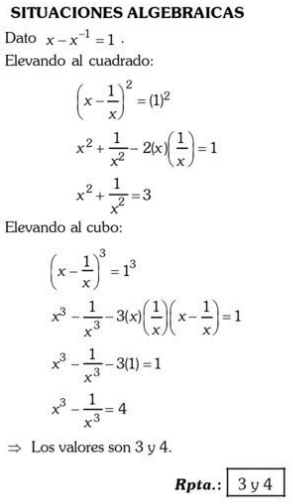 SITUACIONES ALGEBRAICAS
Dato x − x⁻¹ = 1 .
Elevando al cuadrado:
(x − 1/x)² = (1)²
x² + 1/x² − 2(x)(1/x) = 1
x² + 1/x² = 3
Elevando al cubo:
(x − 1/x)³ = 1³
x³ − 1/x³ − 3(x)(1/x)(x − 1/x) = 1
x³ − 1/x³ − 3(1) = 1
x³ − 1/x³ = 4
⇒ Los valores son 3 y 4.
Rpta.: 3 y 4